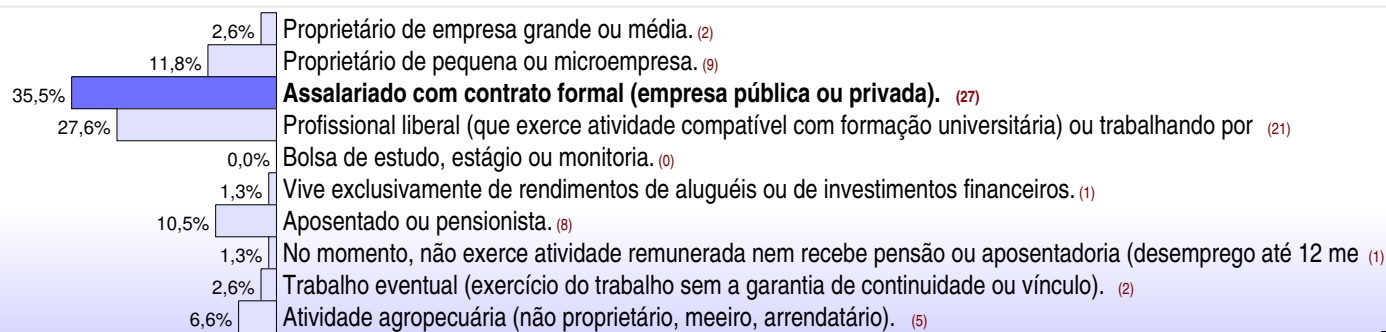 2,6% Proprietário de empresa grande ou média. (2)
11,8% Proprietário de pequena ou microempresa. (9)
35,5% Assalariado com contrato formal (empresa pública ou privada). (27)
27,6% Profissional liberal (que exerce atividade compatível com formação universitária) ou trabalhando por (21)
0,0% Bolsa de estudo, estágio ou monitoria. (0)
1,3% Vive exclusivamente de rendimentos de aluguéis ou de investimentos financeiros. (1)
10,5% Aposentado ou pensionista. (8)
1,3% No momento, não exerce atividade remunerada nem recebe pensão ou aposentadoria (desemprego até 12 me (1)
2,6% Trabalho eventual (exercício do trabalho sem a garantia de continuidade ou vínculo). (2)
6,6% Atividade agropecuária (não proprietário, meeiro, arrendatário). (5)